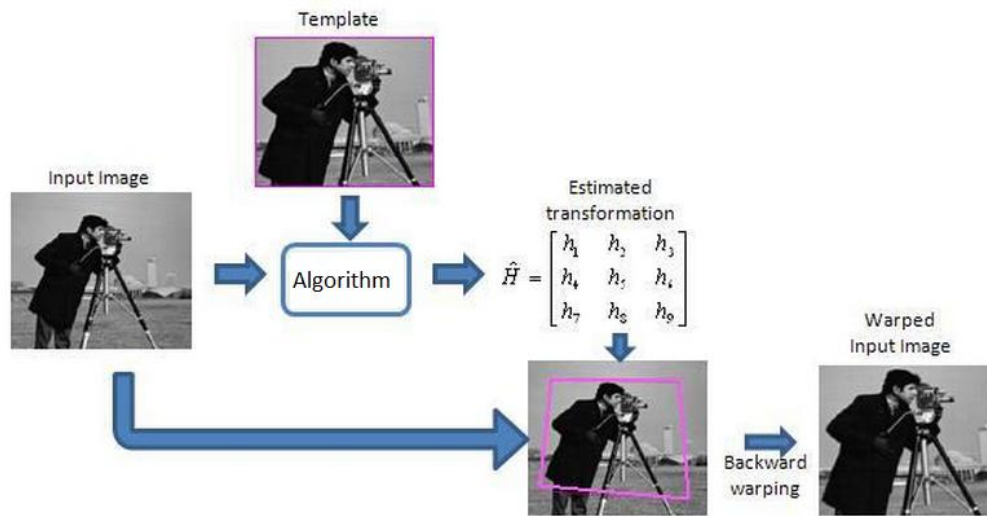 Template
Input Image
Estimated
transformation
Algorithm
Ĥ =
h₁ h₂ h₃
h₄ h₅ h₆
h₇ h₈ h₉
Warped
Input Image
Backward
warping